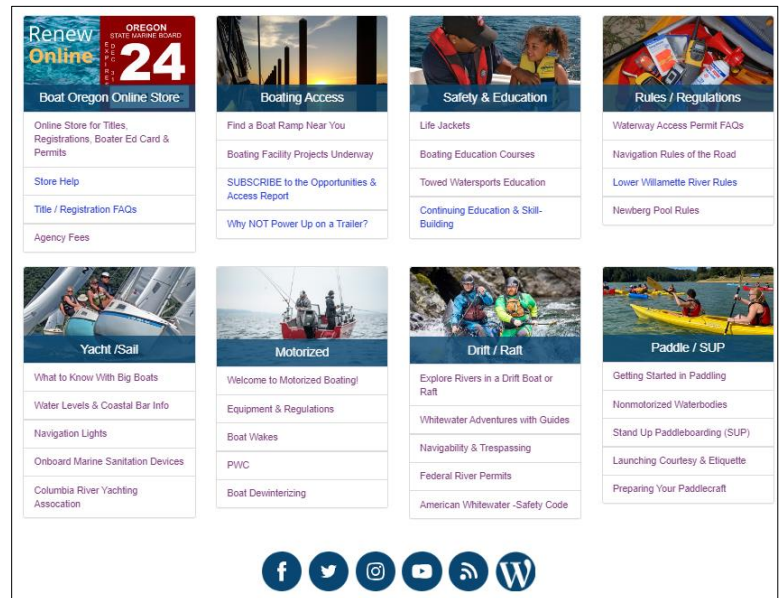 Renew
Online
OREGON
STATE MARINE BOARD
EXPIRES
DEC 31
24
Boat Oregon Online Store
Online Store for Titles,
Registrations, Boater Ed Card &
Permits
Store Help
Title / Registration FAQs
Agency Fees
Boating Access
Find a Boat Ramp Near You
Boating Facility Projects Underway
SUBSCRIBE to the Opportunities &
Access Report
Why NOT Power Up on a Trailer?
Safety & Education
Life Jackets
Boating Education Courses
Towed Watersports Education
Continuing Education & Skill-
Building
Rules / Regulations
Waterway Access Permit FAQs
Navigation Rules of the Road
Lower Willamette River Rules
Newberg Pool Rules
Yacht /Sail
What to Know With Big Boats
Water Levels & Coastal Bar Info
Navigation Lights
Onboard Marine Sanitation Devices
Columbia River Yachting
Assocation
Motorized
Welcome to Motorized Boating!
Equipment & Regulations
Boat Wakes
PWC
Boat Dewinterizing
Drift / Raft
Explore Rivers in a Drift Boat or
Raft
Whitewater Adventures with Guides
Navigability & Trespassing
Federal River Permits
American Whitewater -Safety Code
Paddle / SUP
Getting Started in Paddling
Nonmotorized Waterbodies
Stand Up Paddleboarding (SUP)
Launching Courtesy & Etiquette
Preparing Your Paddlecraft